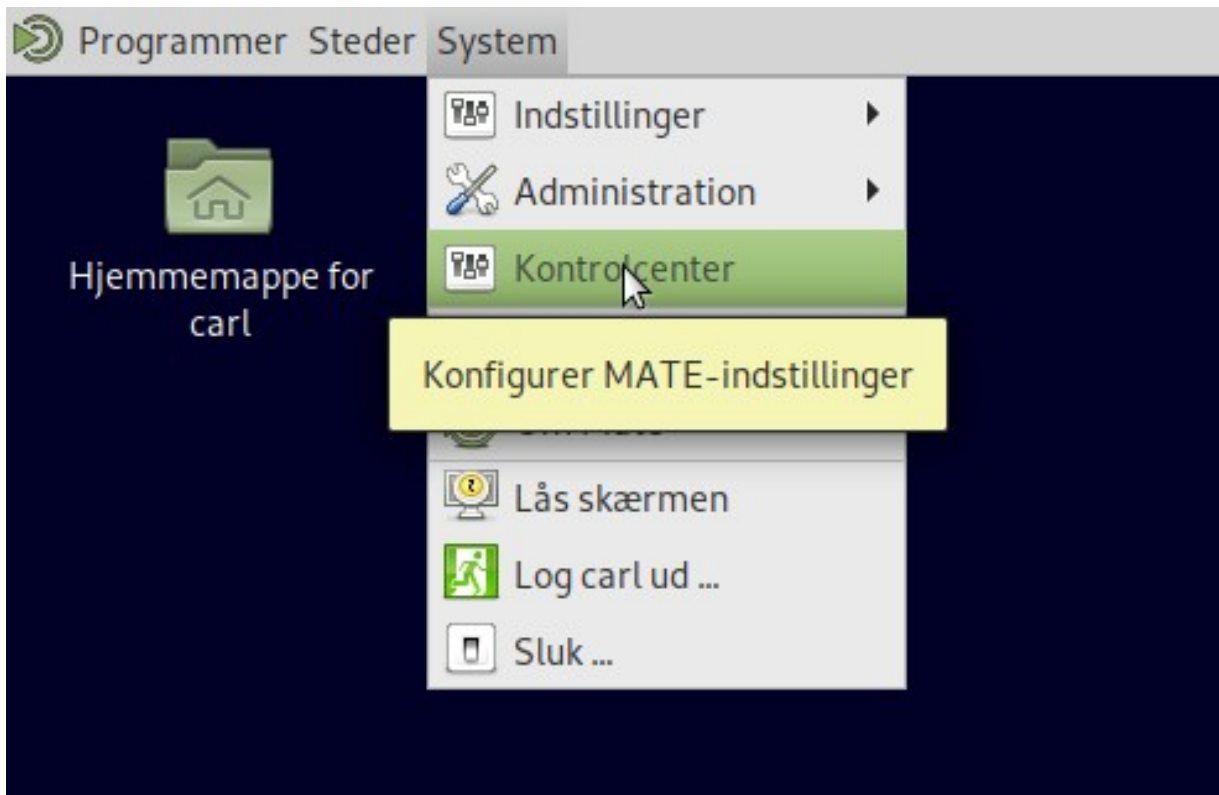 Programmer Steder System
Hjemmemappe for
carl
Indstillinger
Administration
Kontrolcenter
Konfigurer MATE-indstillinger
Lås skærmen
Log carl ud ...
Sluk ...